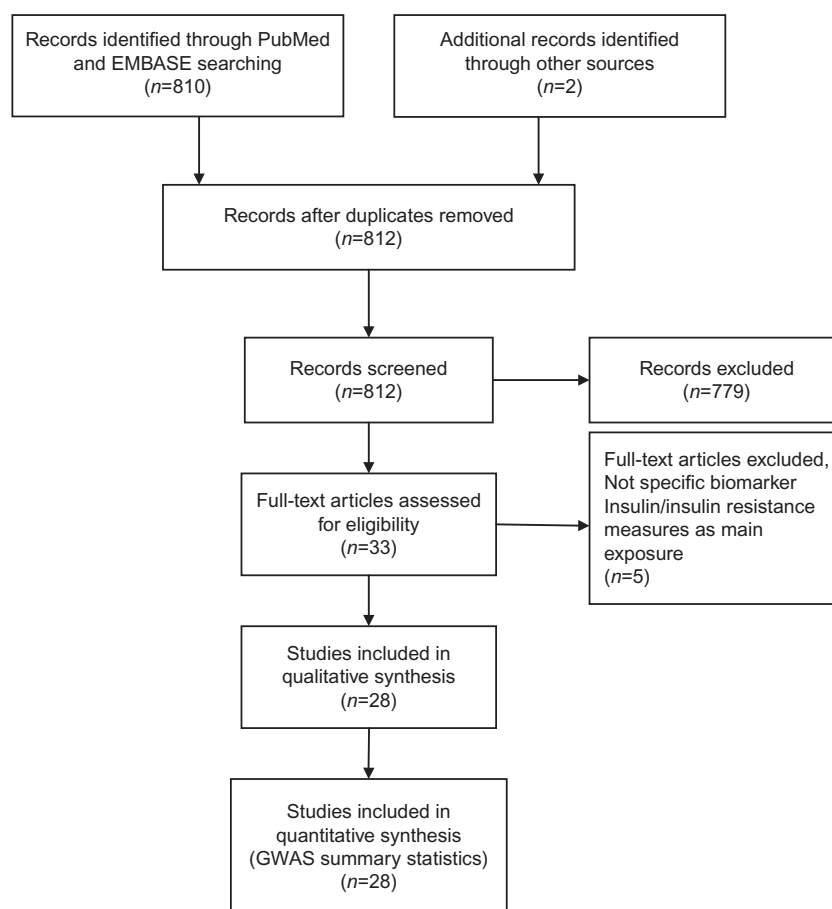 Records identified through PubMed
and EMBASE searching
(n=810)
Additional records identified
through other sources
(n=2)
Records after duplicates removed
(n=812)
Records screened
(n=812)
Records excluded
(n=779)
Full-text articles assessed
for eligibility
(n=33)
Full-text articles excluded,
Not specific biomarker
Insulin/insulin resistance
measures as main
exposure
(n=5)
Studies included in
qualitative synthesis
(n=28)
Studies included in
quantitative synthesis
(GWAS summary statistics)
(n=28)